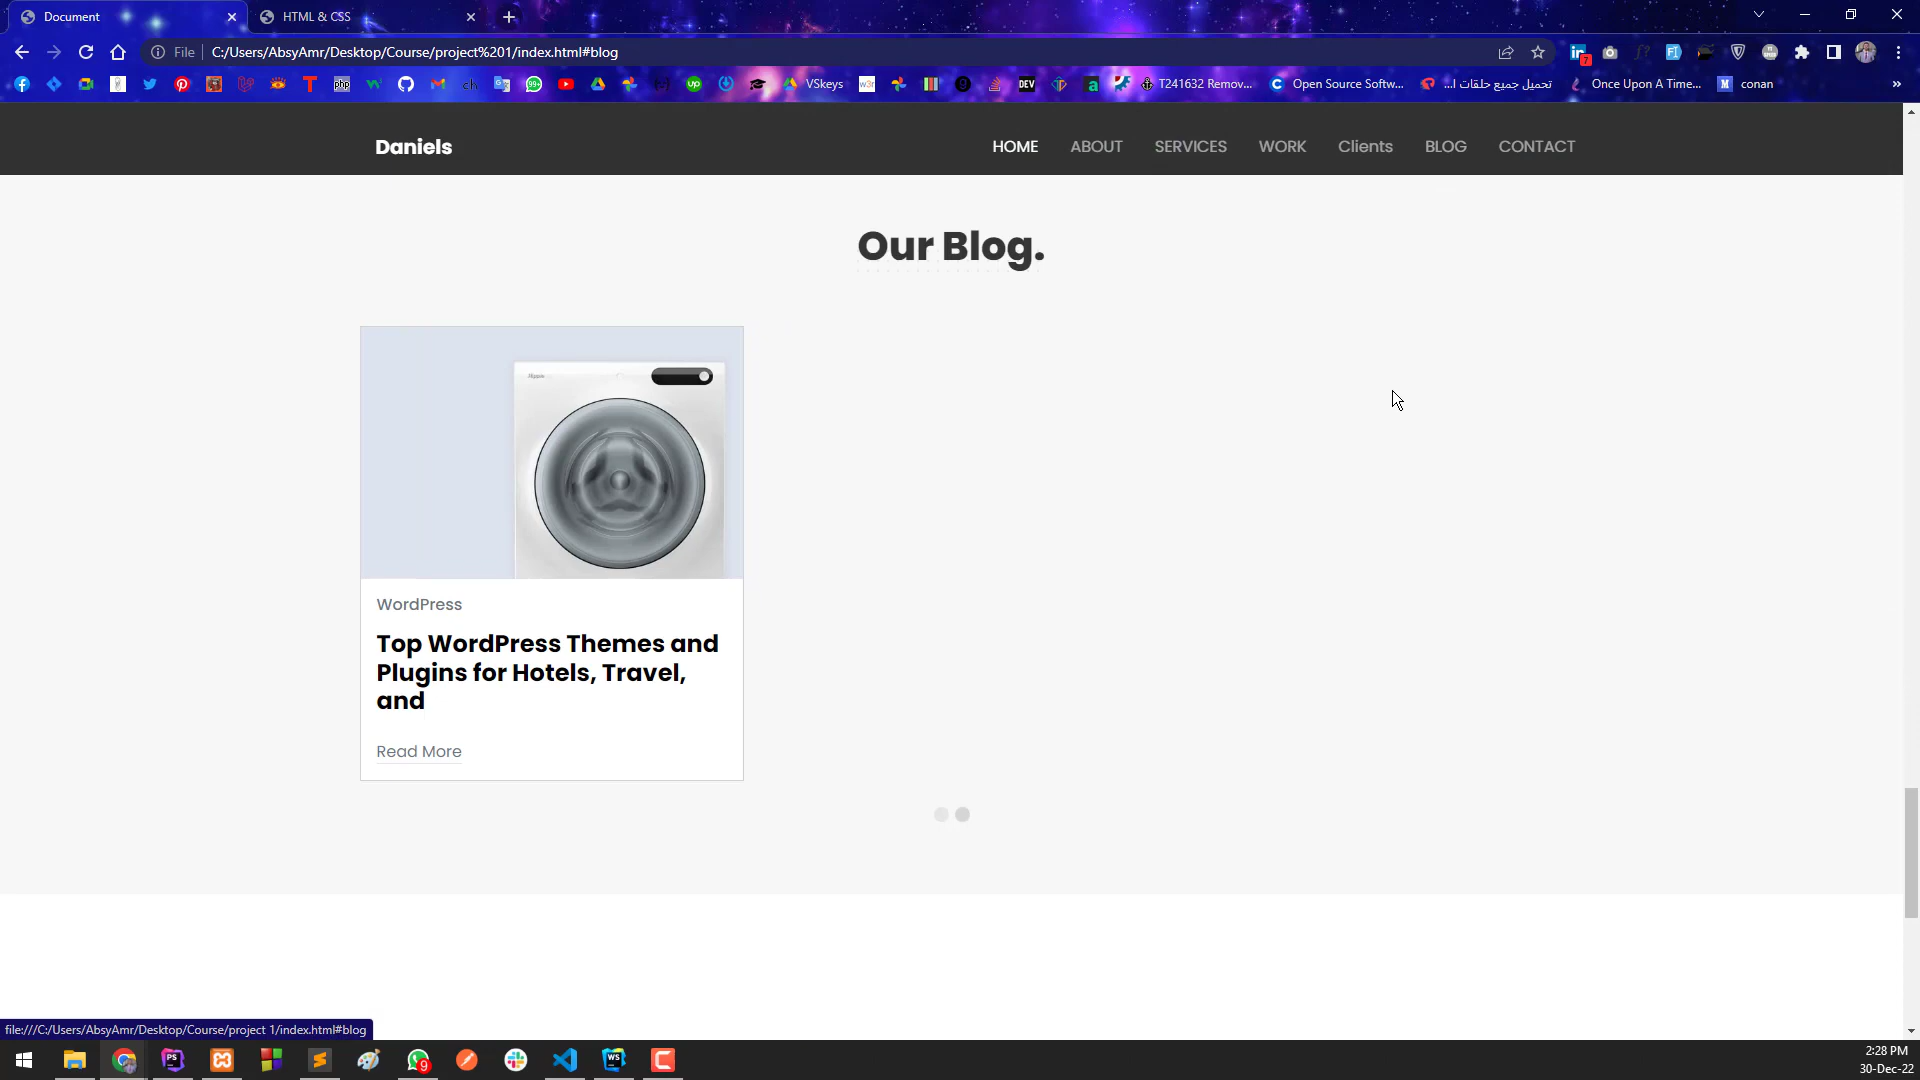 Document
HTML & CSS
File
C:/Users/AbsyAmr/Desktop/Course/project%201/index.html#blog
7
99+
VSkeys
DEV
T241632 Remov...
Open Source Softw...
تحميل جميع حلقات ا...
Once Upon A Time...
conan
Daniels
HOME
ABOUT
SERVICES
WORK
Clients
BLOG
CONTACT
Our Blog.
WordPress
Top WordPress Themes and
Plugins for Hotels, Travel,
and
Read More
file:///C:/Users/AbsyAmr/Desktop/Course/project 1/index.html#blog
9
2:28 PM
30-Dec-22